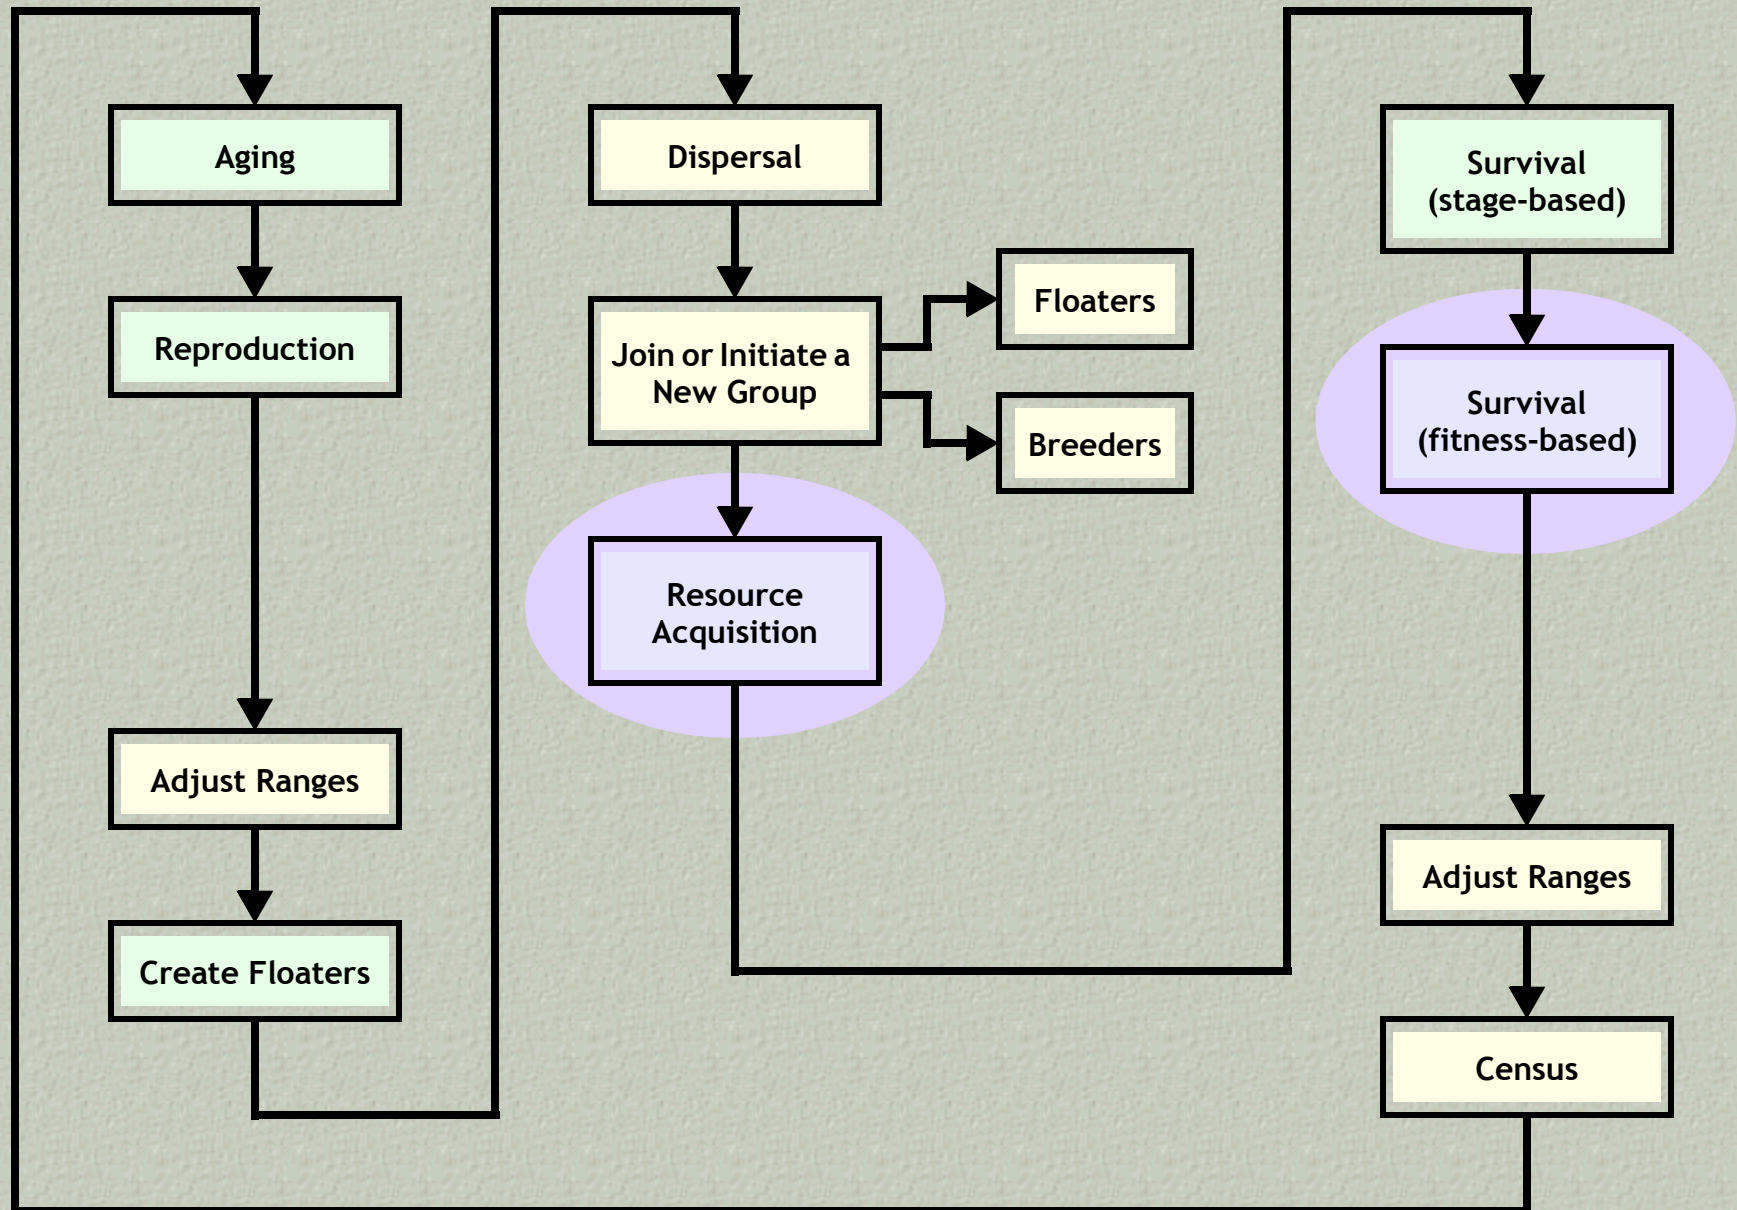 Aging
Reproduction
Adjust Ranges
Create Floaters
Dispersal
Join or Initiate a
New Group
Floaters
Breeders
Resource
Acquisition
Survival
(stage-based)
Survival
(fitness-based)
Adjust Ranges
Census